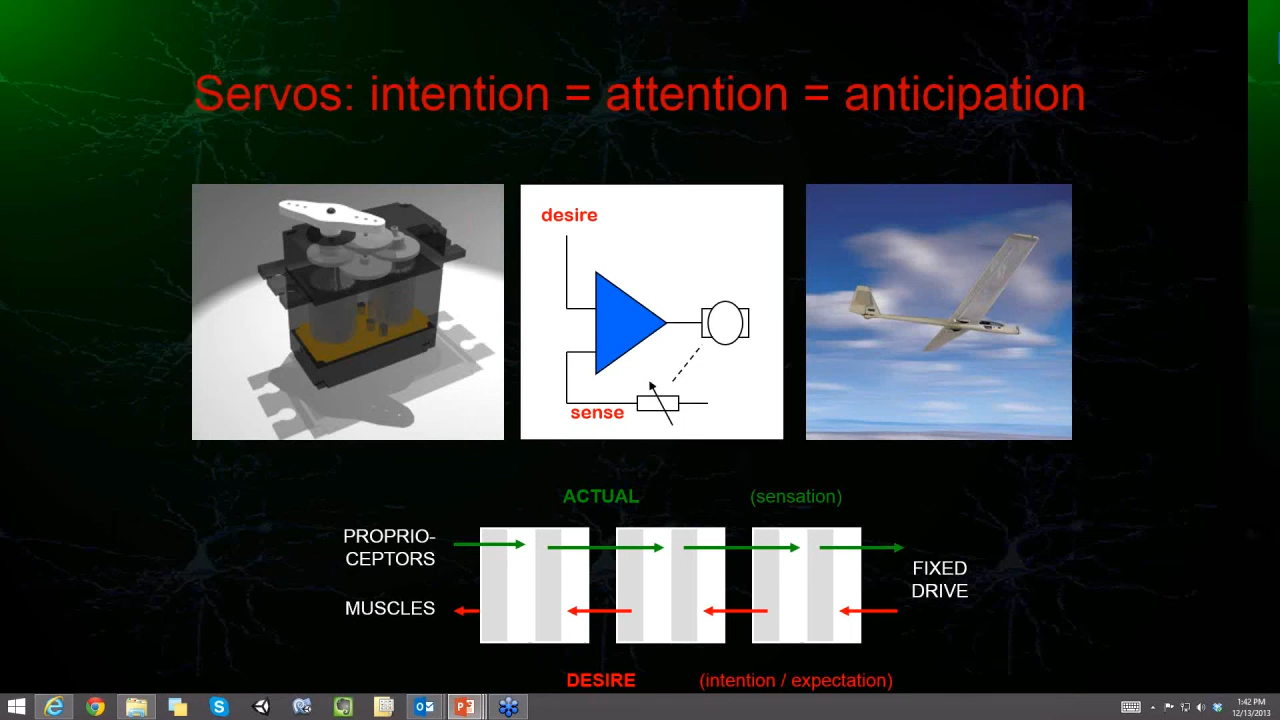 Servos: intention = attention = anticipation
desire
sense
ACTUAL (sensation)
PROPRIO-
CEPTORS
MUSCLES
FIXED
DRIVE
DESIRE (intention / expectation)
1:42 PM
12/13/2013